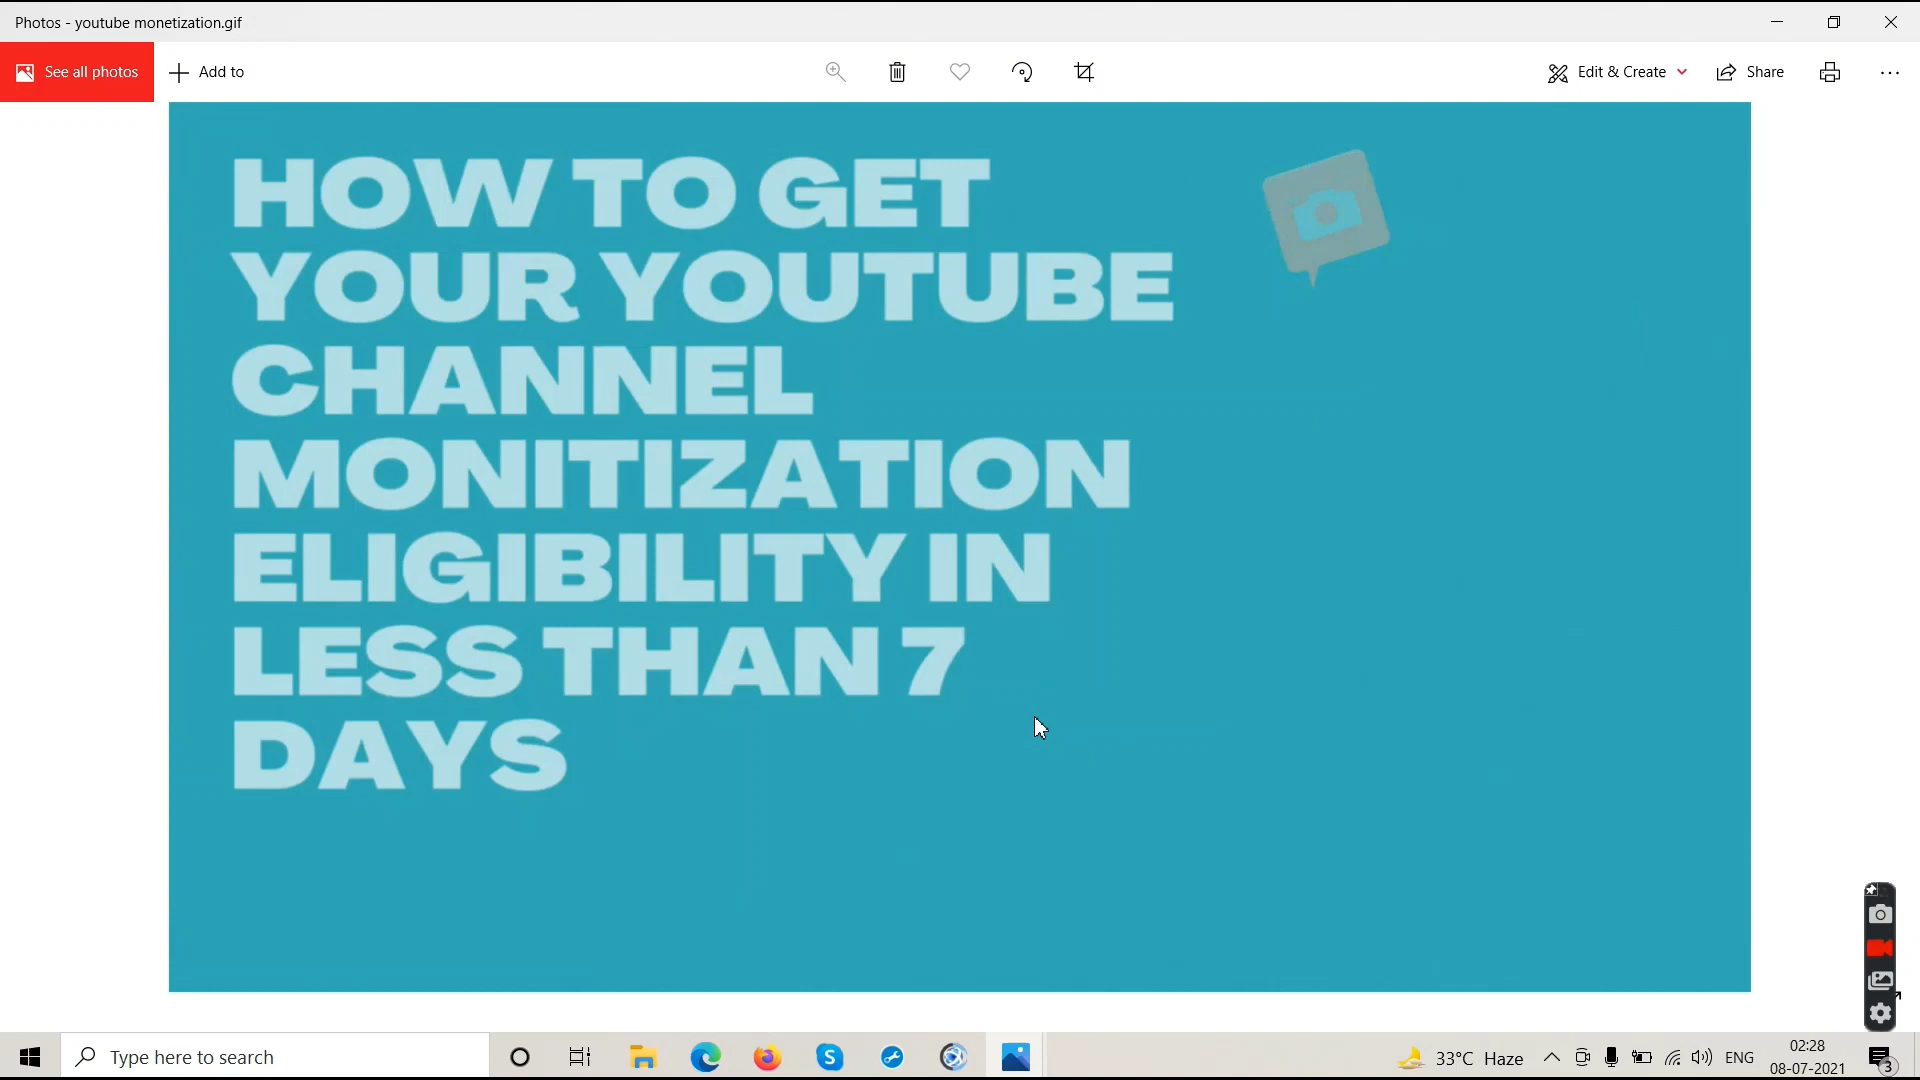 Photos - youtube monetization.gif
See all photos
Add to
Edit & Create
Share
HOW TO GET
YOUR YOUTUBE
CHANNEL
MONITIZATION
ELIGIBILITY IN
LESS THAN 7
DAYS
Type here to search
33°C Haze
ENG
02:28
08-07-2021
3